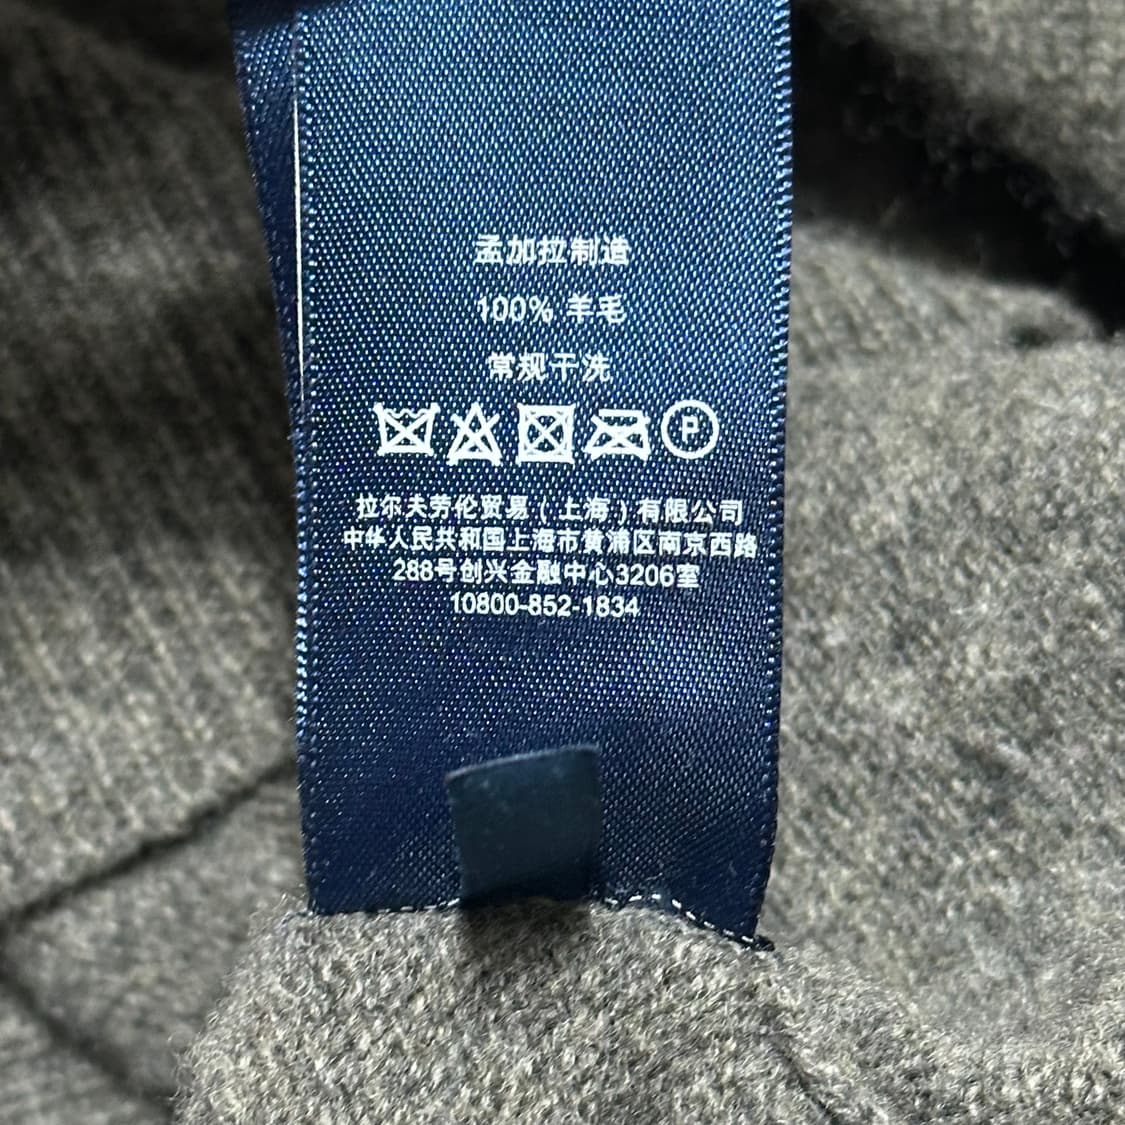 孟加拉制造
100% 羊毛
常规干洗
P
拉尔夫劳伦贸易（上海）有限公司
中华人民共和国上海市黄浦区南京西路
288号创兴金融中心3206室
10800-852-1834